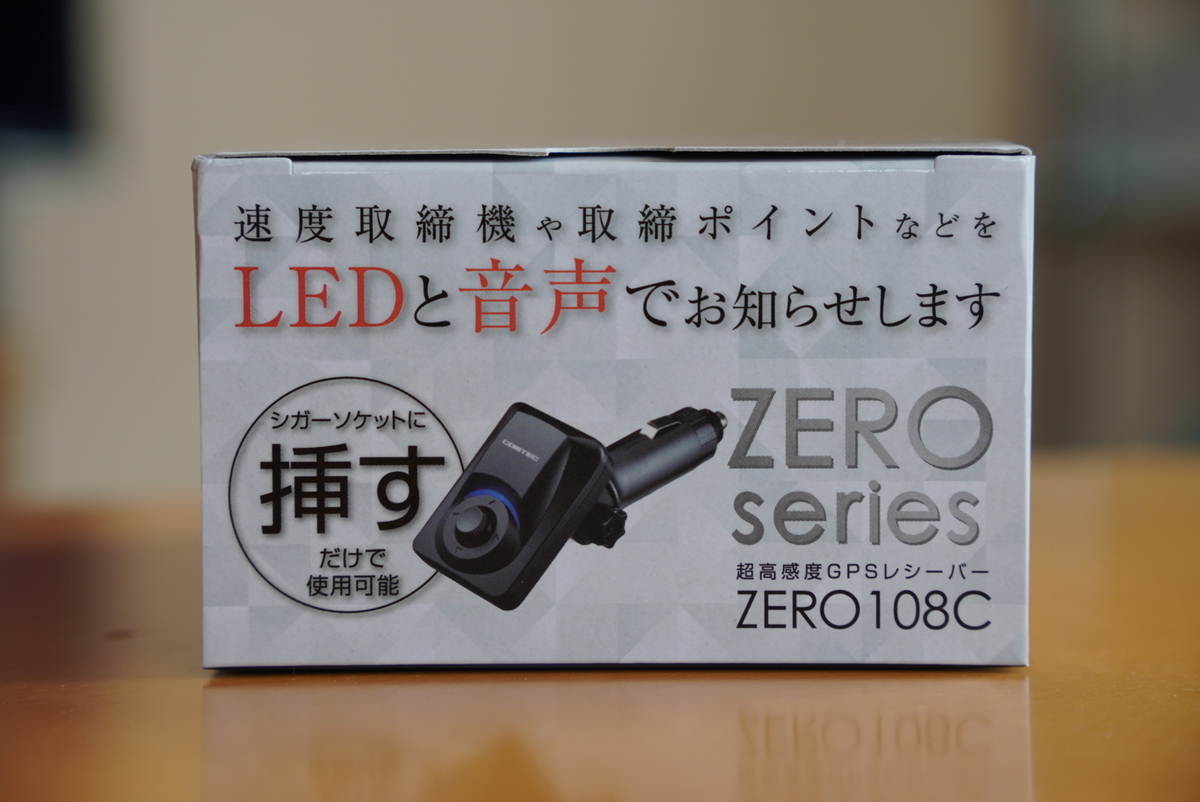 速度取締機や取締ポイントなどを
LEDと音声でお知らせします
シガーソケットに
挿す
だけで
使用可能
COMTEC
ZERO
series
超高感度GPSレシーバー
ZERO108C